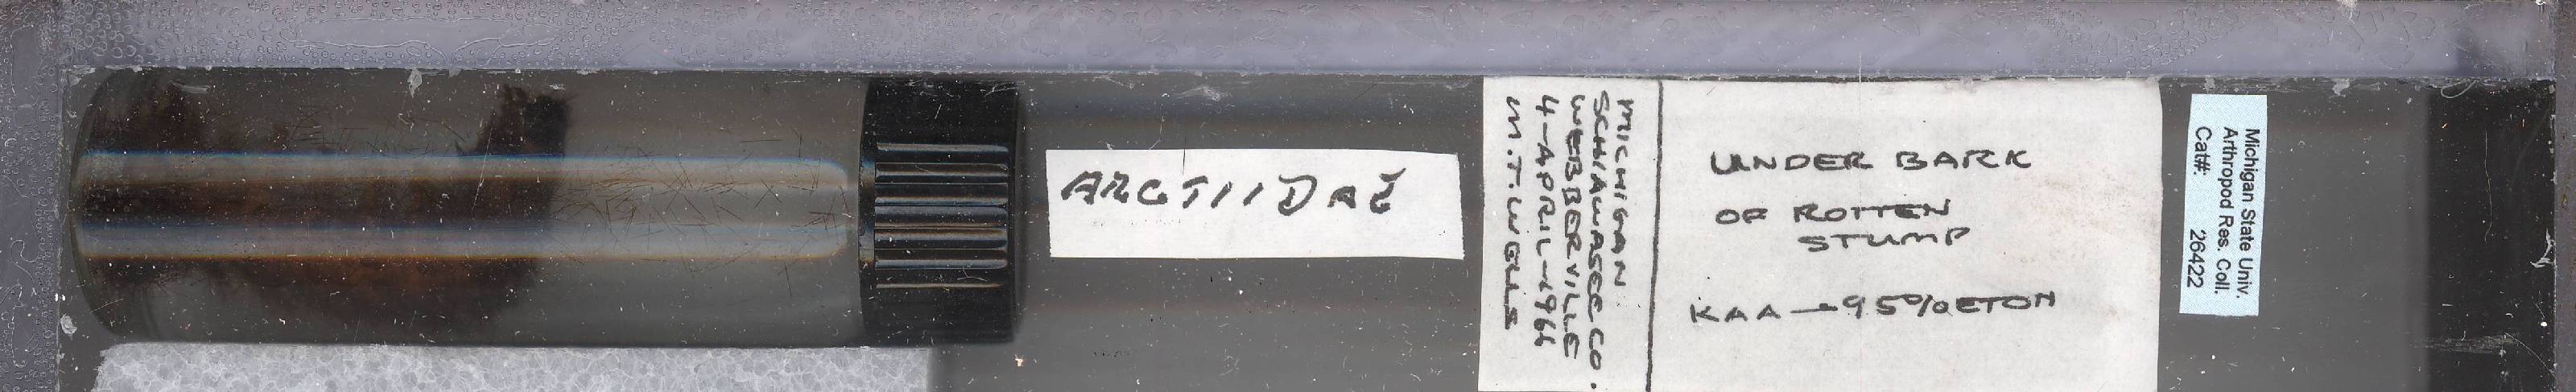 ARCTIIDAE
MICHIGAN:
SCHIAWASEE CO.
WEBBERVILLE
4-APRIL-1966
M.T. WELLS
UNDER BARK
OF ROTTEN
STUMP
KAA→95% ETOH
Michigan State Univ.
Arthropod Res. Coll.
Cat#: 26422